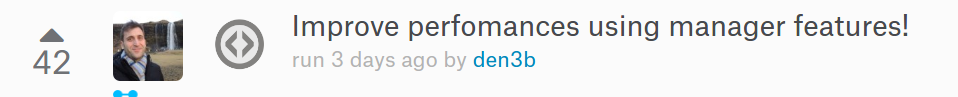 Improve perfomances using manager features!
42
run 3 days ago by den3b